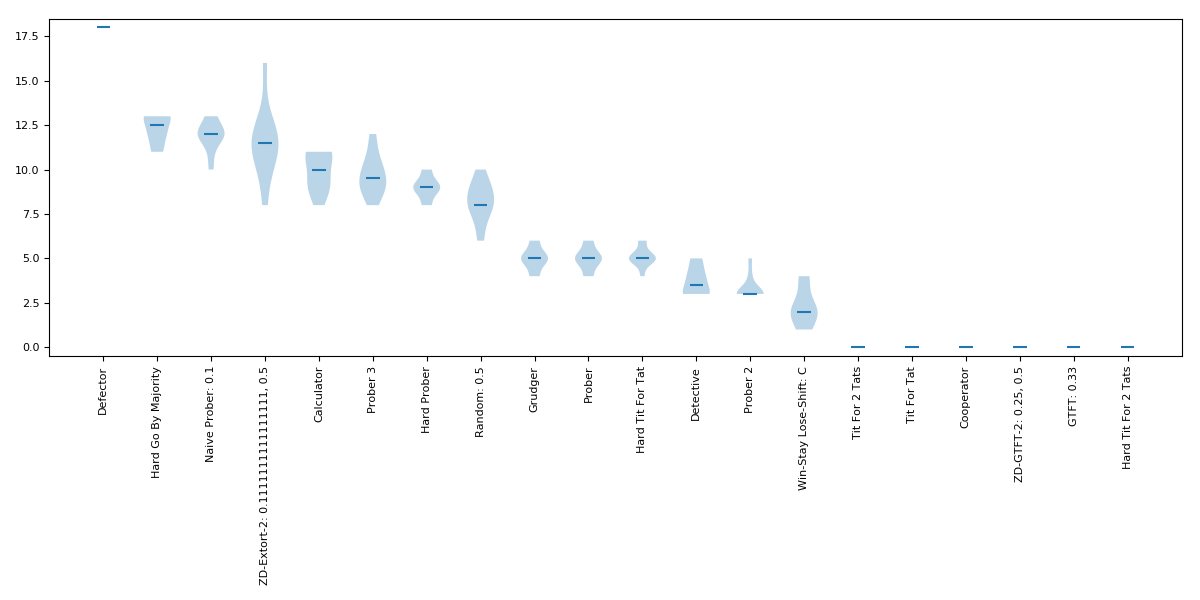 17.5
15.0
12.5
10.0
7.5
5.0
2.5
0.0
Defector
Hard Go By Majority
Naive Prober: 0.1
ZD-Extort-2: 0.1111111111111111, 0.5
Calculator
Prober 3
Hard Prober
Random: 0.5
Grudger
Prober
Hard Tit For Tat
Detective
Prober 2
Win-Stay Lose-Shift: C
Tit For 2 Tats
Tit For Tat
Cooperator
ZD-GTFT-2: 0.25, 0.5
GTFT: 0.33
Hard Tit For 2 Tats